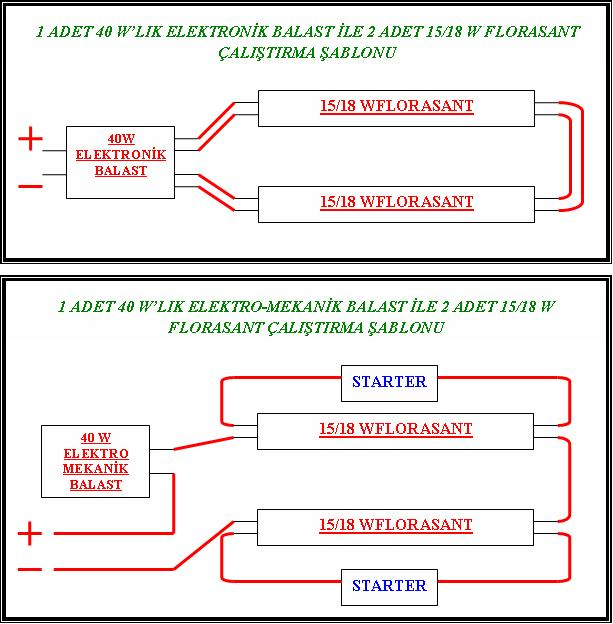 1 ADET 40 W’LIK ELEKTRONİK BALAST İLE 2 ADET 15/18 W FLORASANT
ÇALIŞTIRMA ŞABLONU
15/18 WFLORASANT
+
40W
ELEKTRONİK
BALAST
−
15/18 WFLORASANT
1 ADET 40 W’LIK ELEKTRO-MEKANİK BALAST İLE 2 ADET 15/18 W
FLORASANT ÇALIŞTIRMA ŞABLONU
STARTER
15/18 WFLORASANT
40 W
ELEKTRO
MEKANİK
BALAST
15/18 WFLORASANT
+
−
STARTER